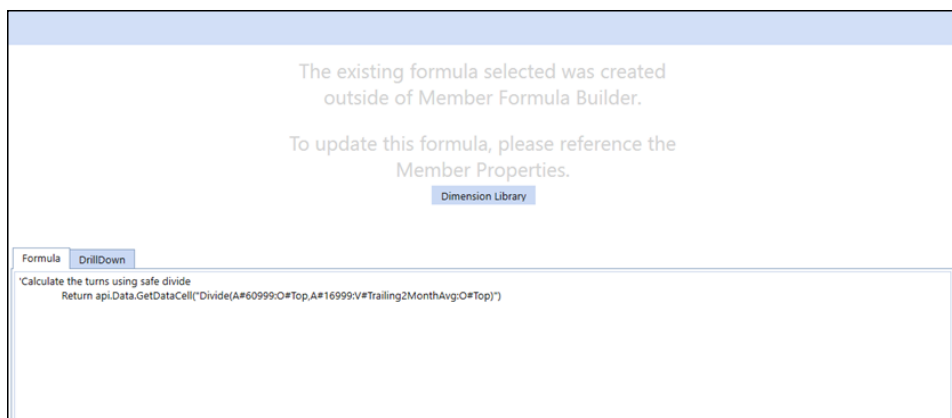 The existing formula selected was created
outside of Member Formula Builder.
To update this formula, please reference the
Member Properties.
Dimension Library
Formula DrillDown
'Calculate the turns using safe divide
Return api.Data.GetDataCell("Divide(A#60999:O#Top,A#16999:V#Trailing2MonthAvg:O#Top)")